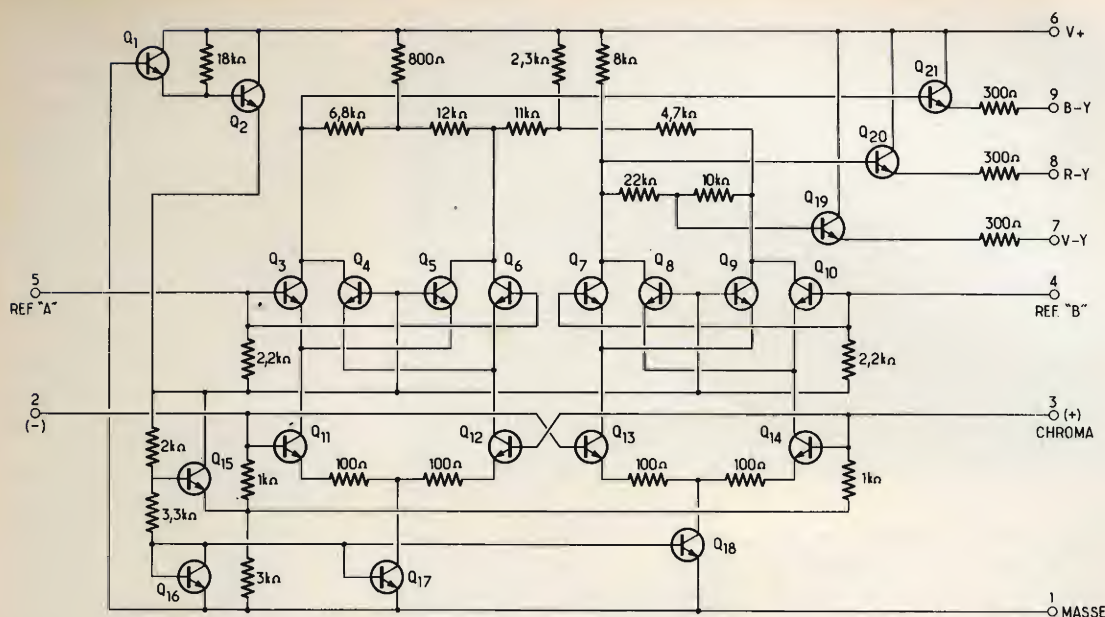 Q1
18kΩ
Q2
800Ω
2,3kΩ
8kΩ
6
V+
Q21
300Ω
9
B-Y
6,8kΩ
12kΩ
11kΩ
4,7kΩ
Q20
300Ω
8
R-Y
22kΩ
10kΩ
Q19
300Ω
7
V-Y
5
REF "A"
Q3
Q4
Q5
Q6
Q7
Q8
Q9
Q10
4
REF. "B"
2,2kΩ
2,2kΩ
2
(-)
3
(+)
CHROMA
Q11
Q12
Q13
Q14
2kΩ
Q15
1kΩ
100Ω
100Ω
100Ω
100Ω
1kΩ
3,3kΩ
Q16
3kΩ
Q17
Q18
1
MASSE